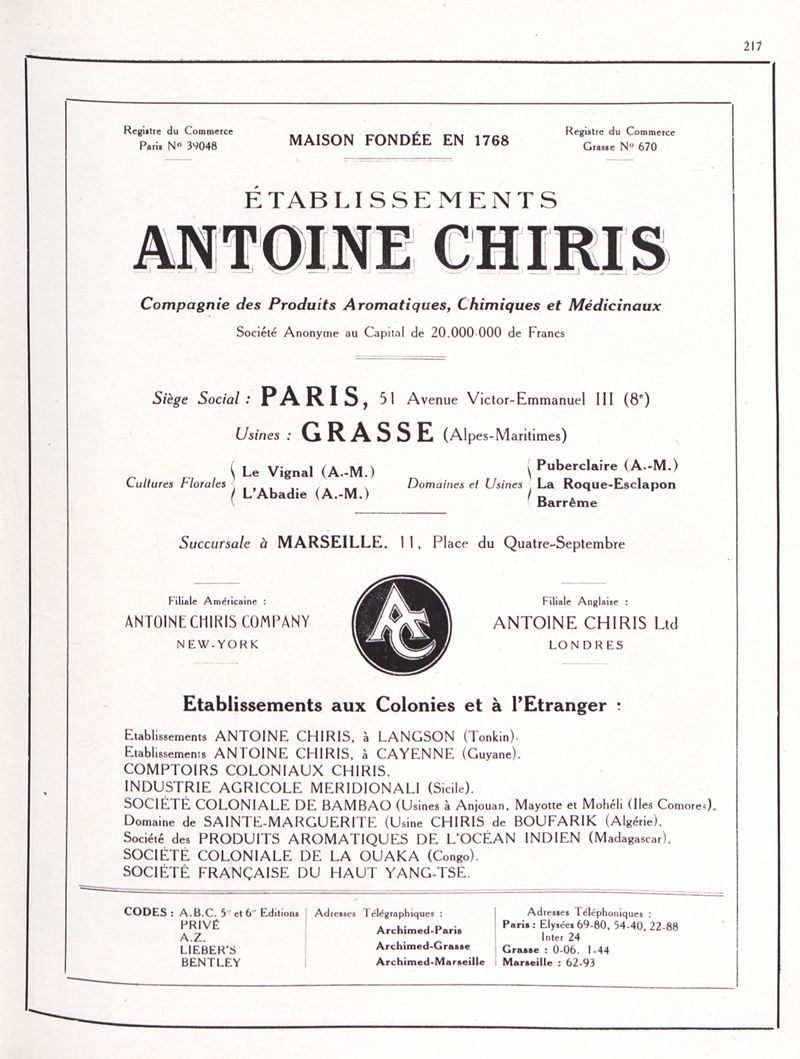 217
Registre du Commerce
Paris Nº 39048
MAISON FONDÉE EN 1768
Registre du Commerce
Grasse Nº 670
ÉTABLISSEMENTS
ANTOINE CHIRIS
Compagnie des Produits Aromatiques, Chimiques et Médicinaux
Société Anonyme au Capital de 20.000.000 de Francs
Siège Social : PARIS, 51 Avenue Victor-Emmanuel III (8e)
Usines : GRASSE (Alpes-Maritimes)
Cultures Florales
Le Vignal (A.-M.)
L'Abadie (A.-M.)
Domaines et Usines
Puberclaire (A.-M.)
La Roque-Esclapon
Barrême
Succursale à MARSEILLE. 11, Place du Quatre-Septembre
Filiale Américaine :
ANTOINE CHIRIS COMPANY
NEW-YORK
AC
Filiale Anglaise :
ANTOINE CHIRIS Ltd
LONDRES
Etablissements aux Colonies et à l'Etranger :
Etablissements ANTOINE CHIRIS, à LANGSON (Tonkin).
Etablissements ANTOINE CHIRIS, à CAYENNE (Guyane).
COMPTOIRS COLONIAUX CHIRIS.
INDUSTRIE AGRICOLE MERIDIONALI (Sicile).
SOCIÉTÉ COLONIALE DE BAMBAO (Usines à Anjouan, Mayotte et Mohéli (Iles Comores).
Domaine de SAINTE-MARGUERITE (Usine CHIRIS de BOUFARIK (Algérie).
Société des PRODUITS AROMATIQUES DE L'OCÉAN INDIEN (Madagascar).
SOCIÉTÉ COLONIALE DE LA OUAKA (Congo).
SOCIÉTÉ FRANÇAISE DU HAUT YANG-TSÉ.
CODES : A.B.C. 5e et 6e Editions
PRIVÉ
A.Z.
LIEBER'S
BENTLEY
Adresses Télégraphiques :
Archimed-Paris
Archimed-Grasse
Archimed-Marseille
Adresses Téléphoniques :
Paris : Elysées 69-80, 54-40, 22-88
Inter 24
Grasse : 0-06. 1-44
Marseille : 62-93